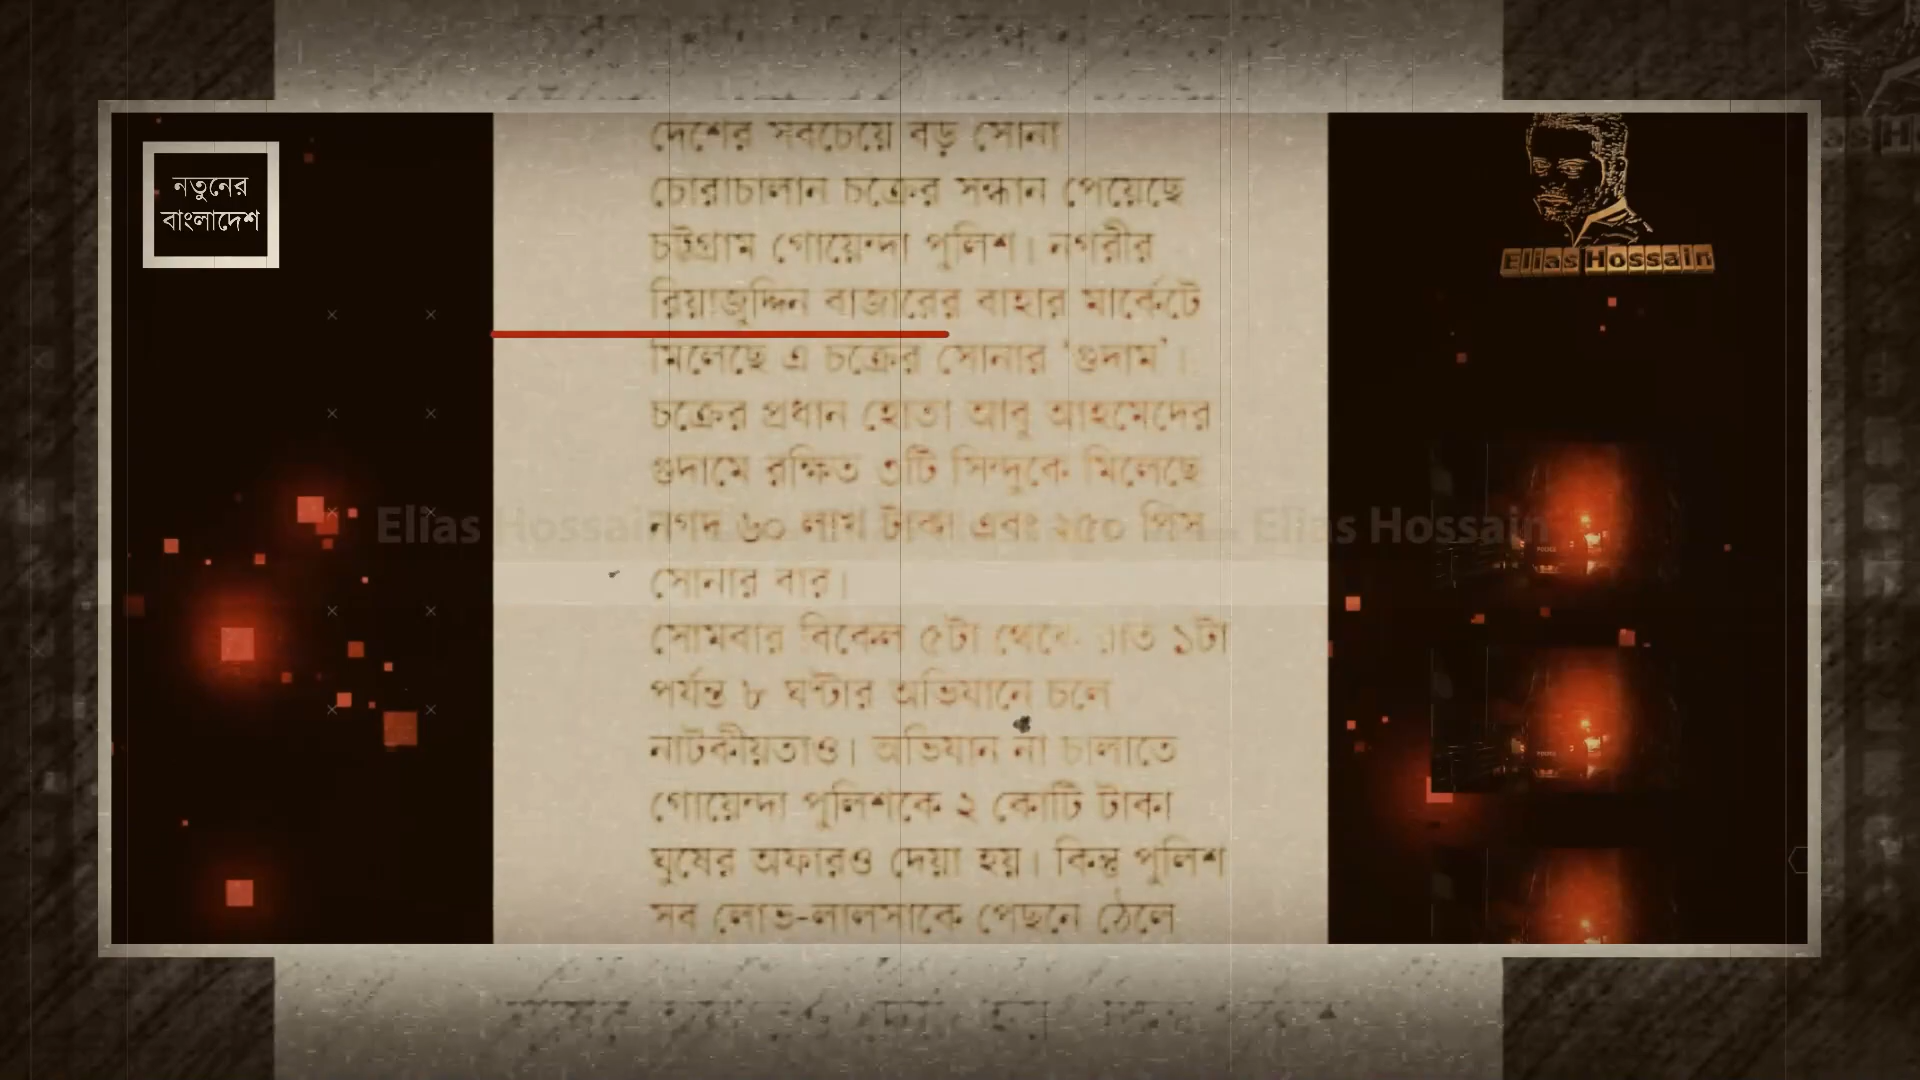 নতুনের
বাংলাদেশ
Elias Hossain
দেশের সবচেয়ে বড় সোনা
চোরাচালান চক্রের সন্ধান পেয়েছে
চট্টগ্রাম গোয়েন্দা পুলিশ। নগরীর
রিয়াজুদ্দিন বাজারের বাহার মার্কেটে
মিলেছে এ চক্রের সোনার ‘গুদাম’।
চক্রের প্রধান হোতা আবু আহমেদের
গুদামে রক্ষিত ৩টি সিন্দুকে মিলেছে
নগদ ৬০ লাখ টাকা এবং ২৫০ পিস
সোনার বার।
সোমবার বিকেল ৫টা থেকে রাত ১টা
পর্যন্ত ৮ ঘন্টার অভিযানে চলে
নাটকীয়তাও। অভিযান না চালাতে
গোয়েন্দা পুলিশকে ২ কোটি টাকা
ঘুষের অফারও দেয়া হয়। কিন্তু পুলিশ
সব লোভ-লালসাকে পেছনে ঠেলে
Elias Hossain
Elias Hossain